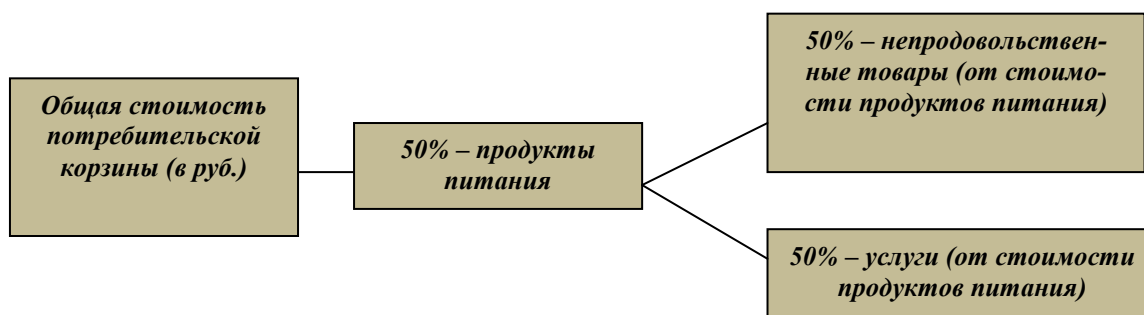 Общая стоимость
потребительской
корзины (в руб.)
50% – продукты
питания
50% – непродовольствен-
ные товары (от стоимо-
сти продуктов питания)
50% – услуги (от стоимости
продуктов питания)